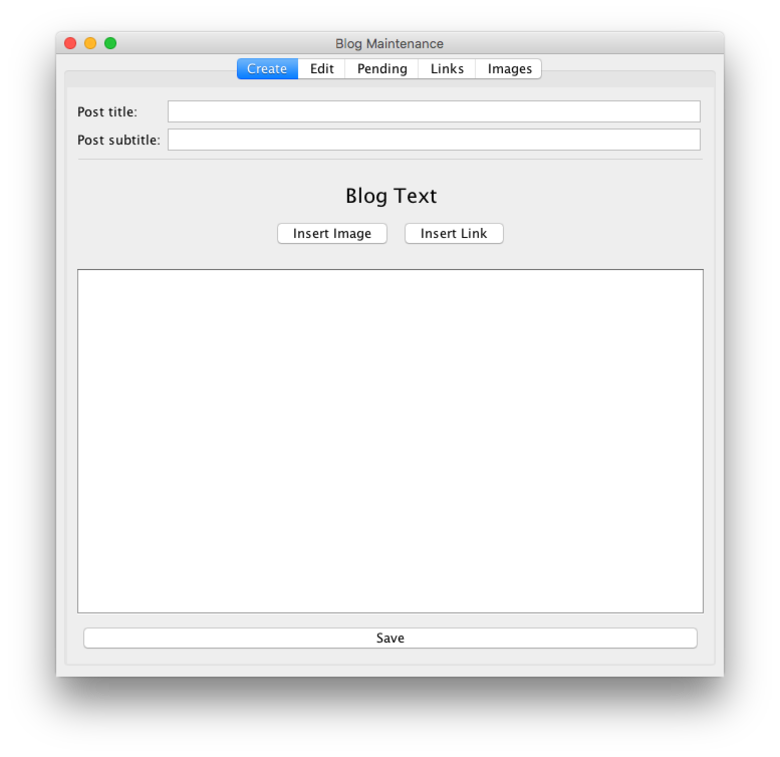 Blog Maintenance
Create Edit Pending Links Images
Post title:
Post subtitle:
Blog Text
Insert Image Insert Link
Save